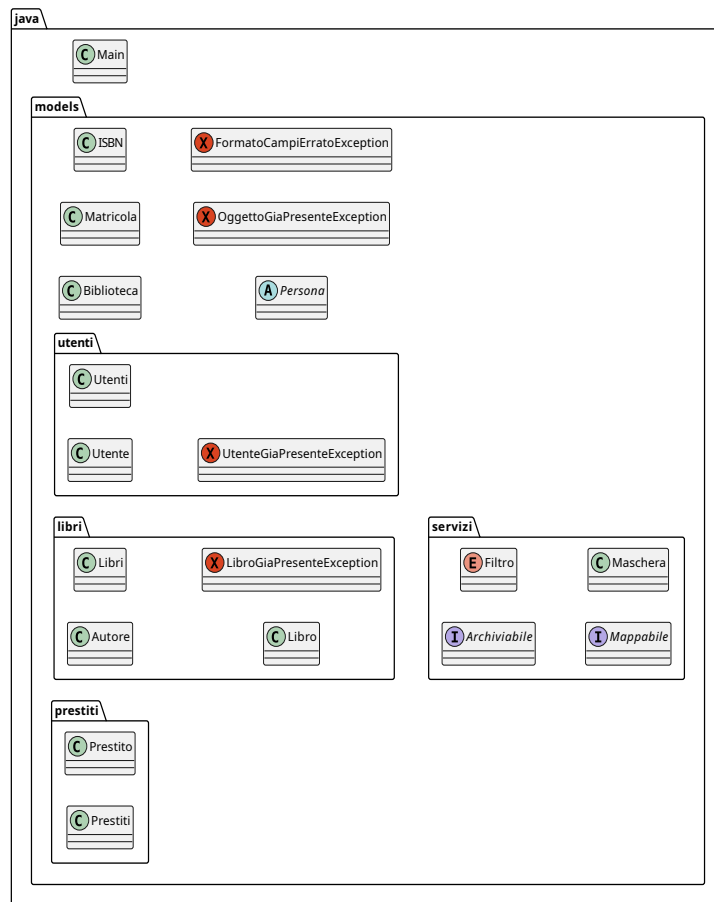 java
C Main
models
C ISBN
X FormatoCampiErratoException
C Matricola
X OggettoGiaPresenteException
C Biblioteca
A Persona
utenti
C Utenti
C Utente
X UtenteGiaPresenteException
libri
C Libri
X LibroGiaPresenteException
C Autore
C Libro
servizi
E Filtro
C Maschera
I Archiviabile
I Mappabile
prestiti
C Prestito
C Prestiti